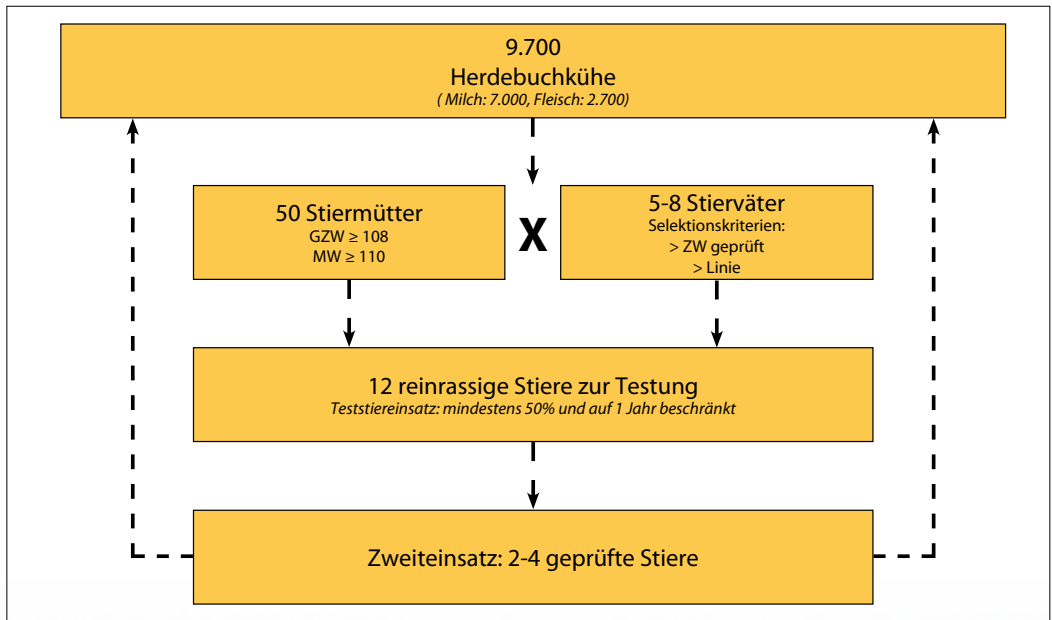 9.700
Herdebuchkühe
( Milch: 7.000, Fleisch: 2.700)
50 Stiermütter
GZW ≥ 108
MW ≥ 110
X
5-8 Stierväter
Selektionskriterien:
> ZW geprüft
> Linie
12 reinrassige Stiere zur Testung
Teststiereinsatz: mindestens 50% und auf 1 Jahr beschränkt
Zweiteinsatz: 2-4 geprüfte Stiere